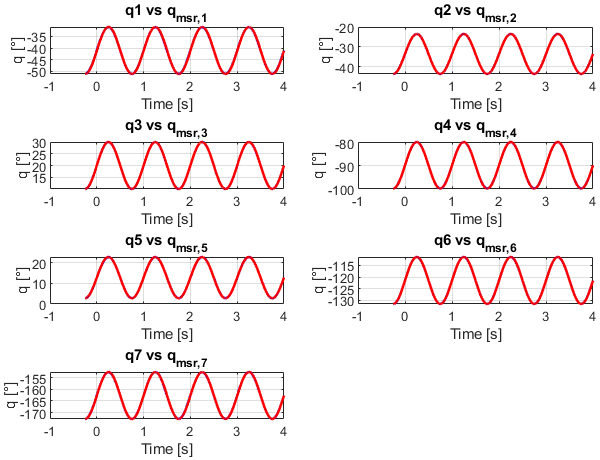 q1 vs q_msr,1
q [°]
-35
-40
-45
-50
-1 0 1 2 3 4
Time [s]
q2 vs q_msr,2
q [°]
-20
-30
-40
-1 0 1 2 3 4
Time [s]
q3 vs q_msr,3
q [°]
30
25
20
15
-1 0 1 2 3 4
Time [s]
q4 vs q_msr,4
q [°]
-80
-90
-100
-1 0 1 2 3 4
Time [s]
q5 vs q_msr,5
q [°]
20
10
0
-1 0 1 2 3 4
Time [s]
q6 vs q_msr,6
q [°]
-115
-120
-125
-130
-1 0 1 2 3 4
Time [s]
q7 vs q_msr,7
q [°]
-155
-160
-165
-170
-1 0 1 2 3 4
Time [s]